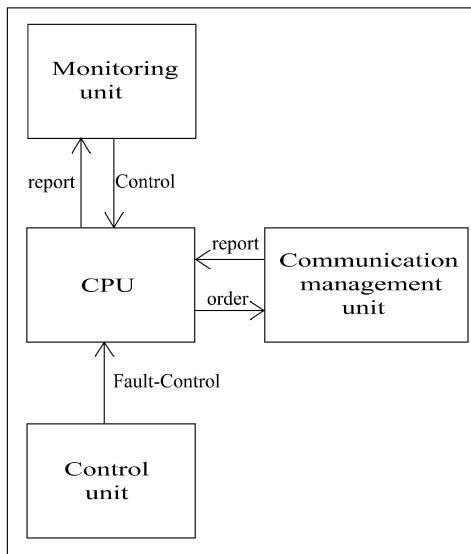 Monitoring
unit
report
Control
CPU
report
order
Communication
management
unit
Fault-Control
Control
unit